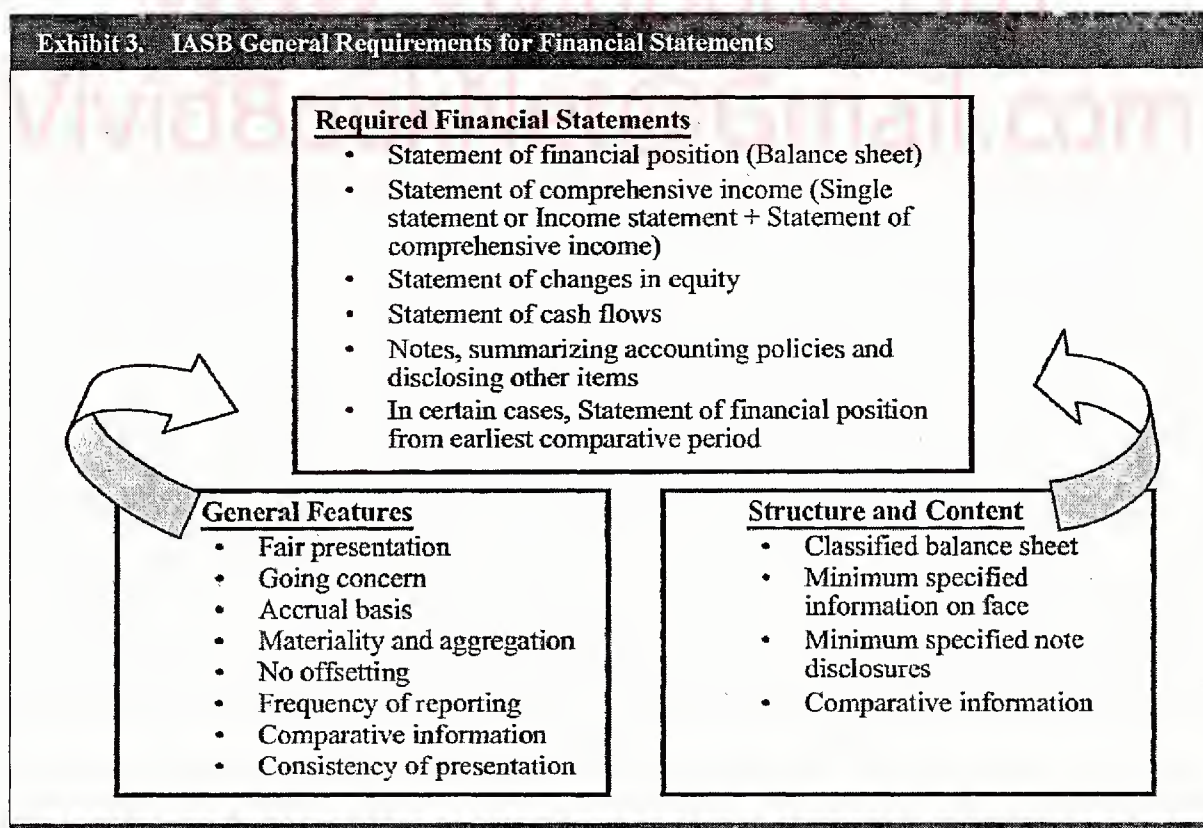 Exhibit 3. IASB General Requirements for Financial Statements
Required Financial Statements
• Statement of financial position (Balance sheet)
• Statement of comprehensive income (Single
statement or Income statement + Statement of
comprehensive income)
• Statement of changes in equity
• Statement of cash flows
• Notes, summarizing accounting policies and
disclosing other items
• In certain cases, Statement of financial position
from earliest comparative period
General Features
• Fair presentation
• Going concern
• Accrual basis
• Materiality and aggregation
• No offsetting
• Frequency of reporting
• Comparative information
• Consistency of presentation
Structure and Content
• Classified balance sheet
• Minimum specified
information on face
• Minimum specified note
disclosures
• Comparative information